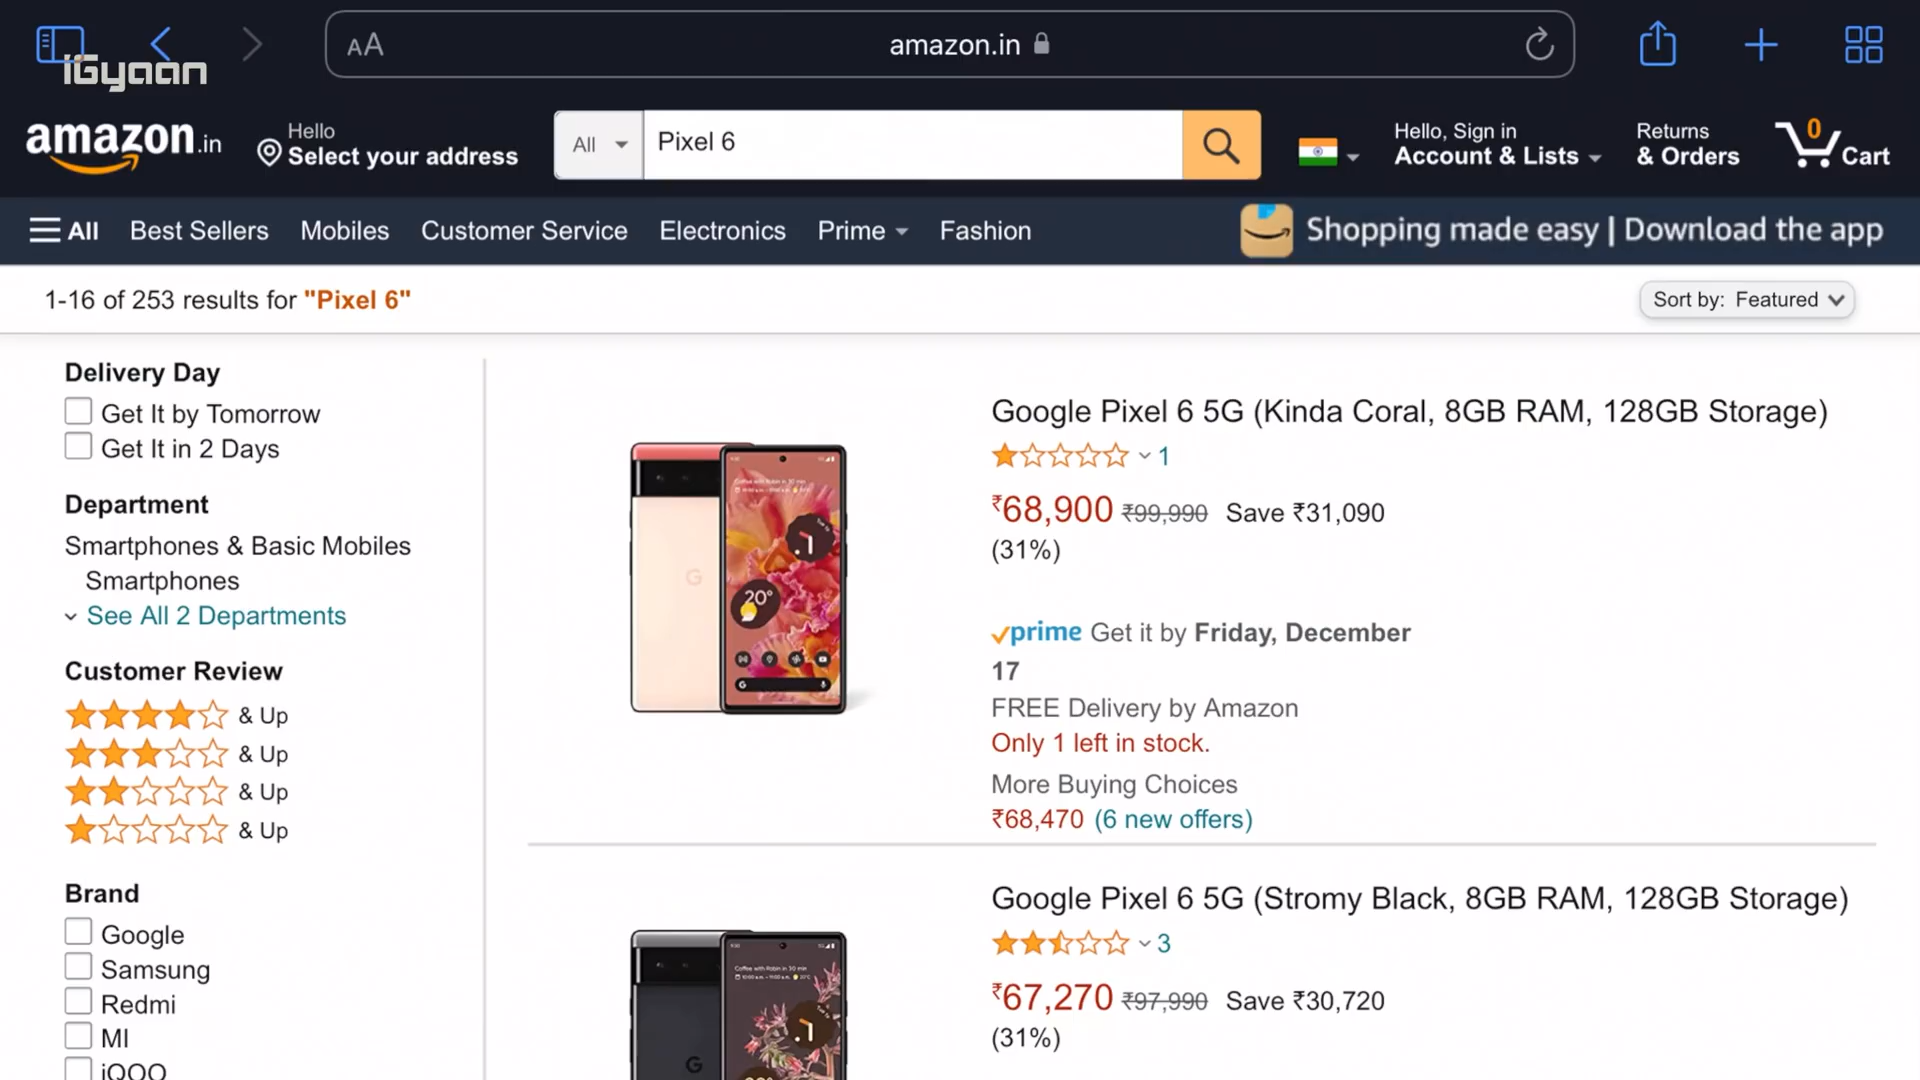 iGyaan
AA
amazon.in
amazon.in
Hello
Select your address
All
Pixel 6
Hello, Sign in
Account & Lists
Returns
& Orders
0
Cart
All
Best Sellers
Mobiles
Customer Service
Electronics
Prime
Fashion
Shopping made easy | Download the app
1-16 of 253 results for "Pixel 6"
Sort by: Featured
Delivery Day
Get It by Tomorrow
Get It in 2 Days
Department
Smartphones & Basic Mobiles
Smartphones
See All 2 Departments
Customer Review
& Up
& Up
& Up
& Up
Brand
Google
Samsung
Redmi
MI
iQOO
G
20°
Google Pixel 6 5G (Kinda Coral, 8GB RAM, 128GB Storage)
1
₹68,900 ₹99,990 Save ₹31,090
(31%)
prime Get it by Friday, December
17
FREE Delivery by Amazon
Only 1 left in stock.
More Buying Choices
₹68,470 (6 new offers)
G
Google Pixel 6 5G (Stromy Black, 8GB RAM, 128GB Storage)
3
₹67,270 ₹97,990 Save ₹30,720
(31%)